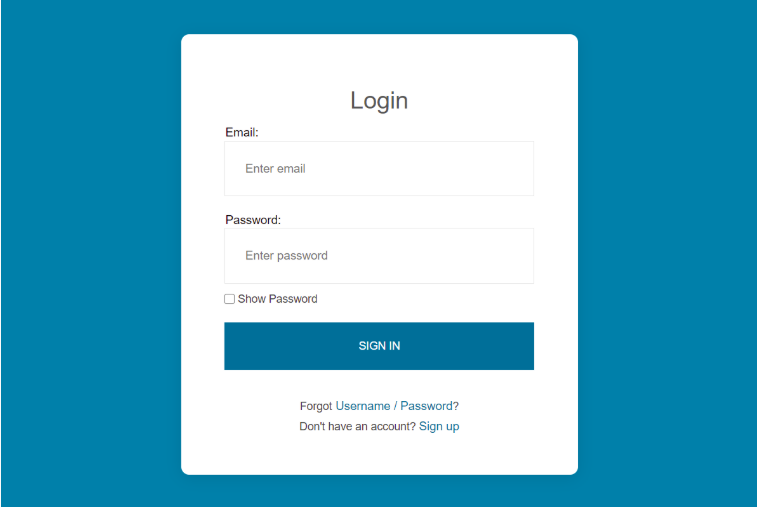 Login
Email:
Enter email
Password:
Enter password
Show Password
SIGN IN
Forgot Username / Password?
Don't have an account? Sign up